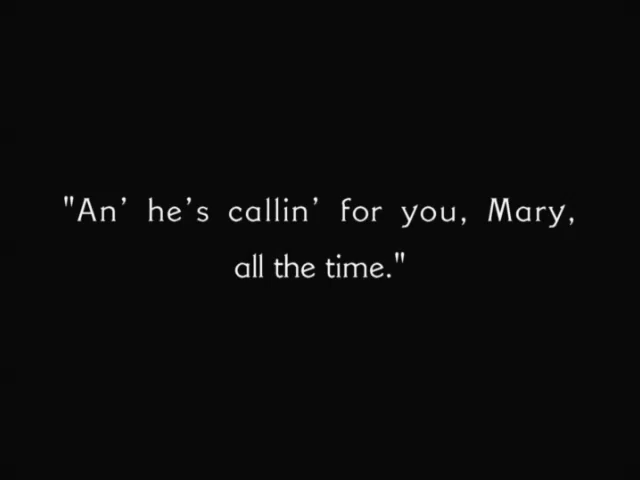 "An’ he’s callin’ for you, Mary,
all the time."